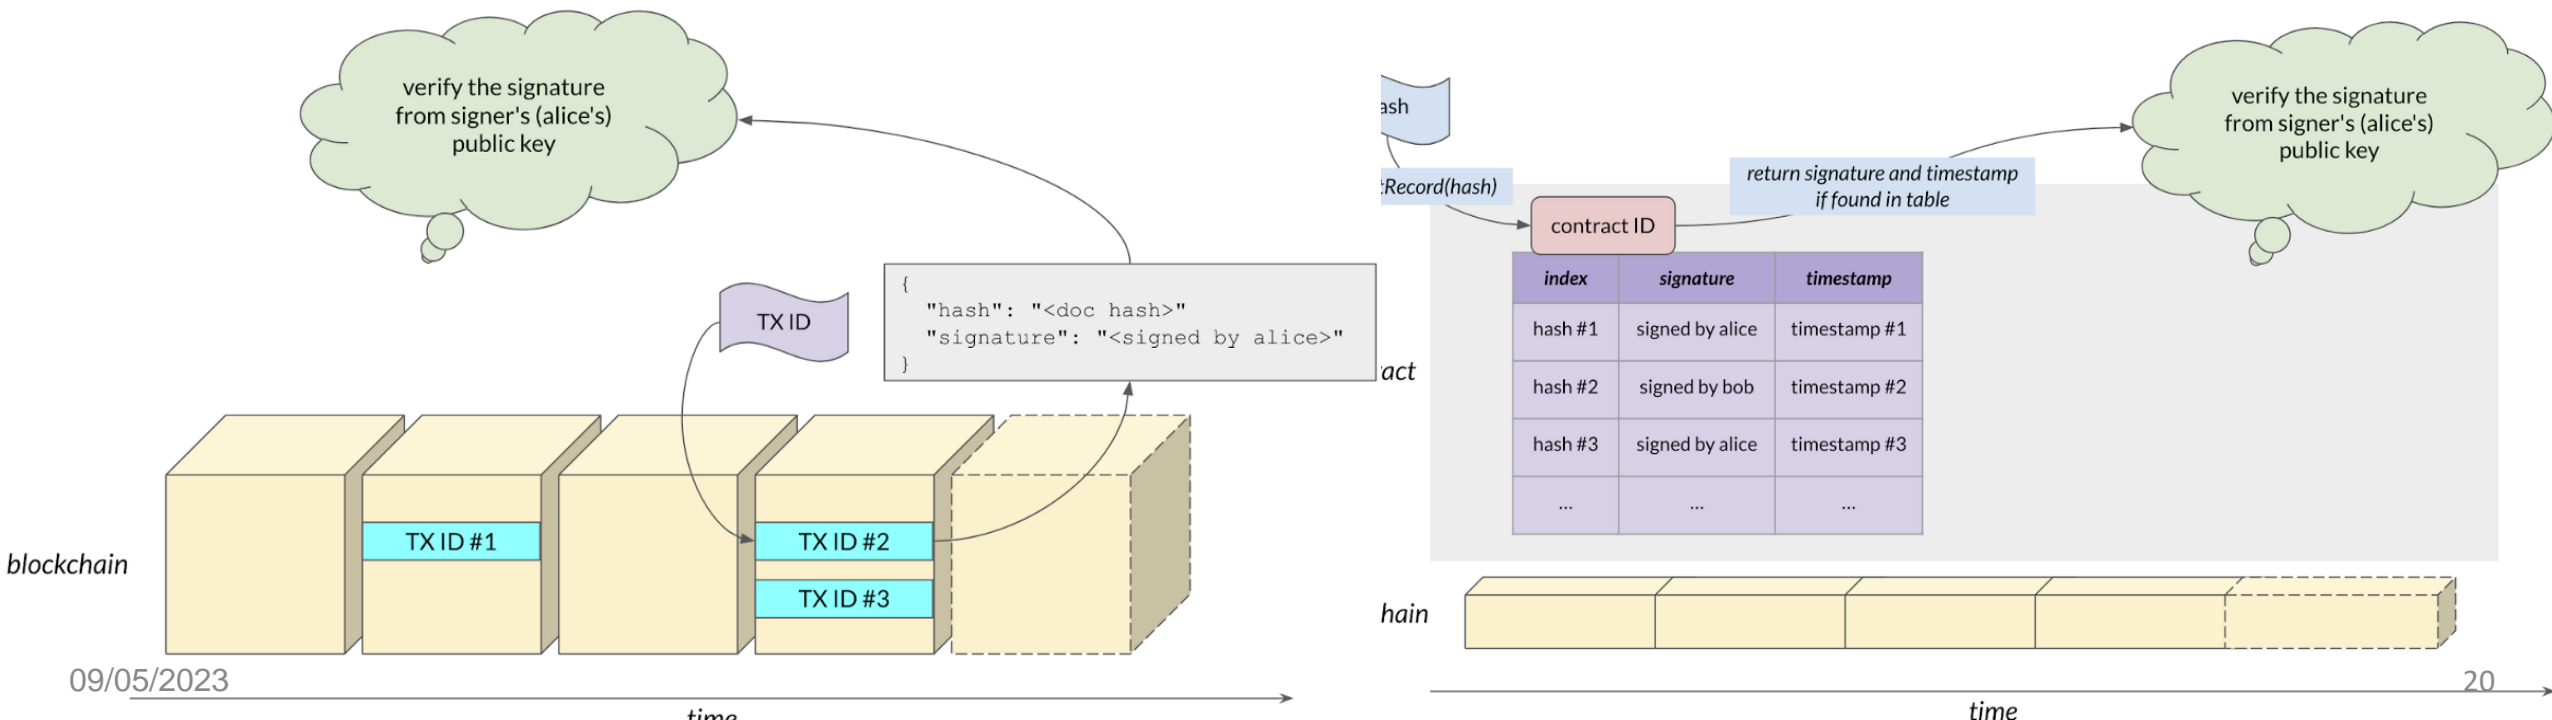 verify the signature
from signer's (alice's)
public key
TX ID
{
"hash": "<doc hash>"
"signature": "<signed by alice>"
}
TX ID #1
TX ID #2
TX ID #3
blockchain
09/05/2023
time
ash
tRecord(hash)
contract ID
return signature and timestamp
if found in table
verify the signature
from signer's (alice's)
public key
index signature timestamp
hash #1 signed by alice timestamp #1
hash #2 signed by bob timestamp #2
hash #3 signed by alice timestamp #3
... ... ...
act
hain
20
time